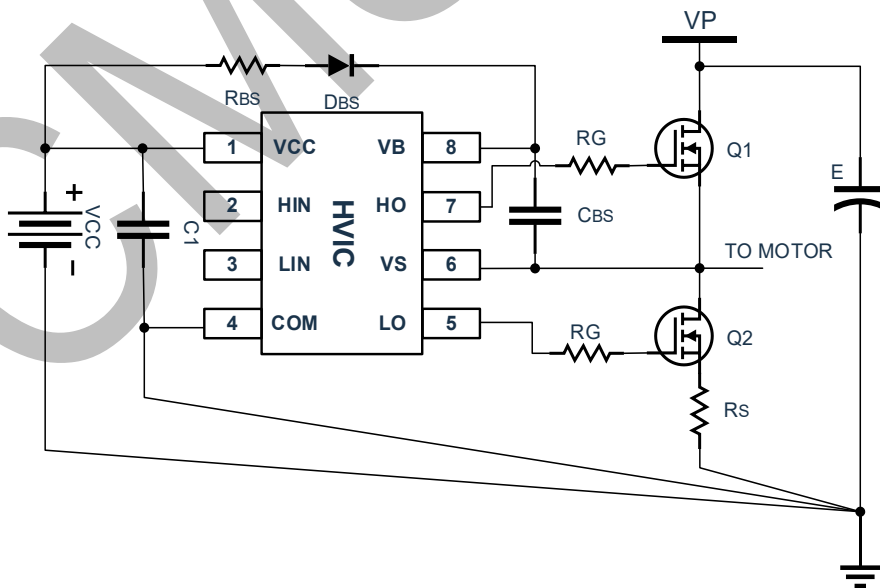 VP
RBS
DBS
1 VCC VB 8
2 HIN HO 7
3 LIN VS 6
4 COM LO 5
HVIC
+
VCC
-
C1
CBS
RG
Q1
E
TO MOTOR
RG
Q2
RS